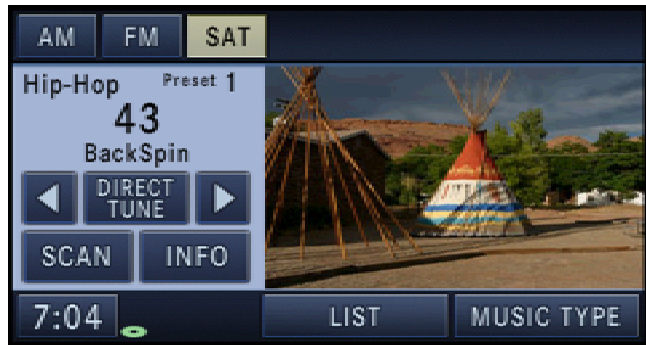 AM FM SAT
Hip-Hop Preset 1
43
BackSpin
DIRECT
TUNE
SCAN INFO
7:04 LIST MUSIC TYPE